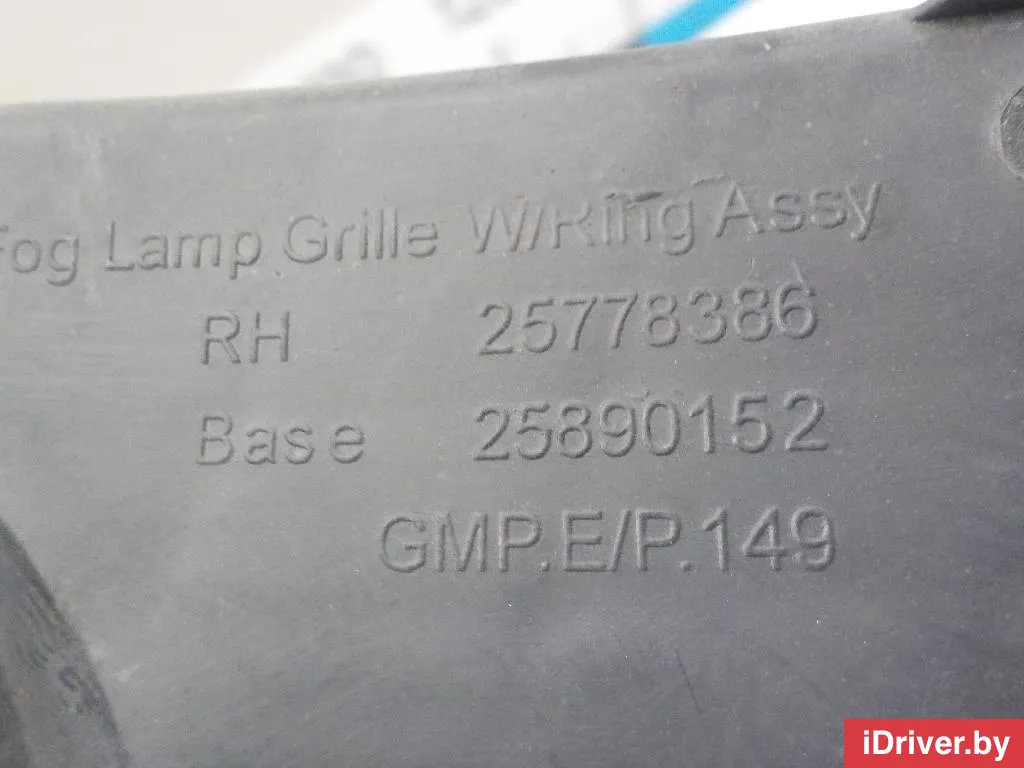 Fog Lamp Grille W/Ring Assy
RH 25778386
Base 25890152
GMP.E/P.149
iDriver.by